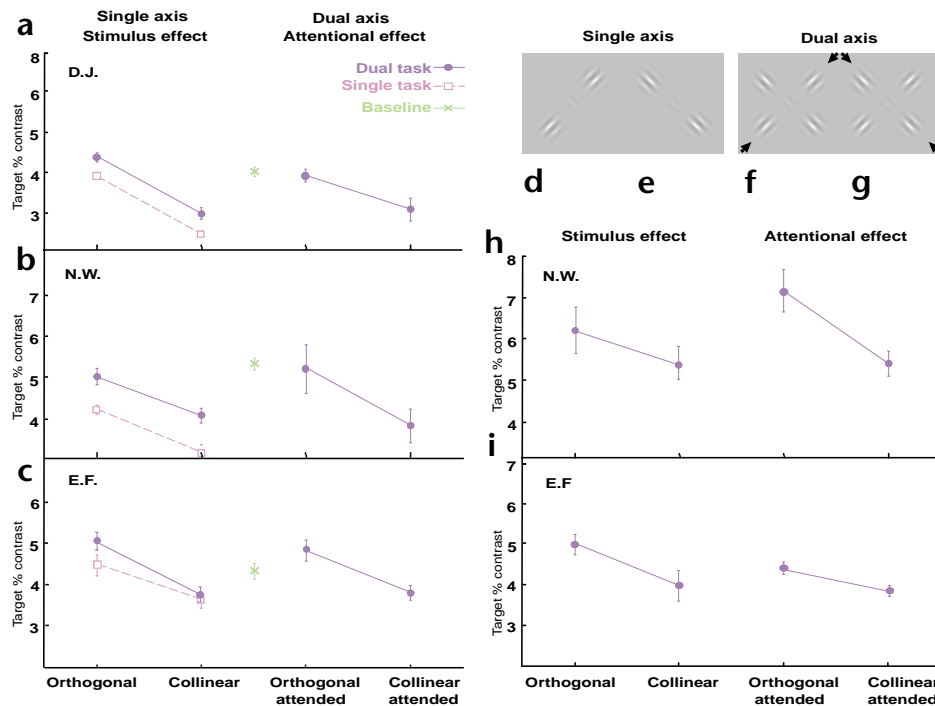 a
Single axis
Stimulus effect
Dual axis
Attentional effect
D.J.
Dual task
Single task
Baseline
Target % contrast
8
6
5
4
3
b
N.W.
Target % contrast
7
6
5
4
c
E.F.
Target % contrast
6
5
4
3
Orthogonal
Collinear
Orthogonal
attended
Collinear
attended
Single axis
Dual axis
d
e
f
g
h
Stimulus effect
Attentional effect
N.W.
Target % contrast
8
7
6
5
4
i
E.F
Target % contrast
7
6
5
4
3
Orthogonal
Collinear
Orthogonal
attended
Collinear
attended